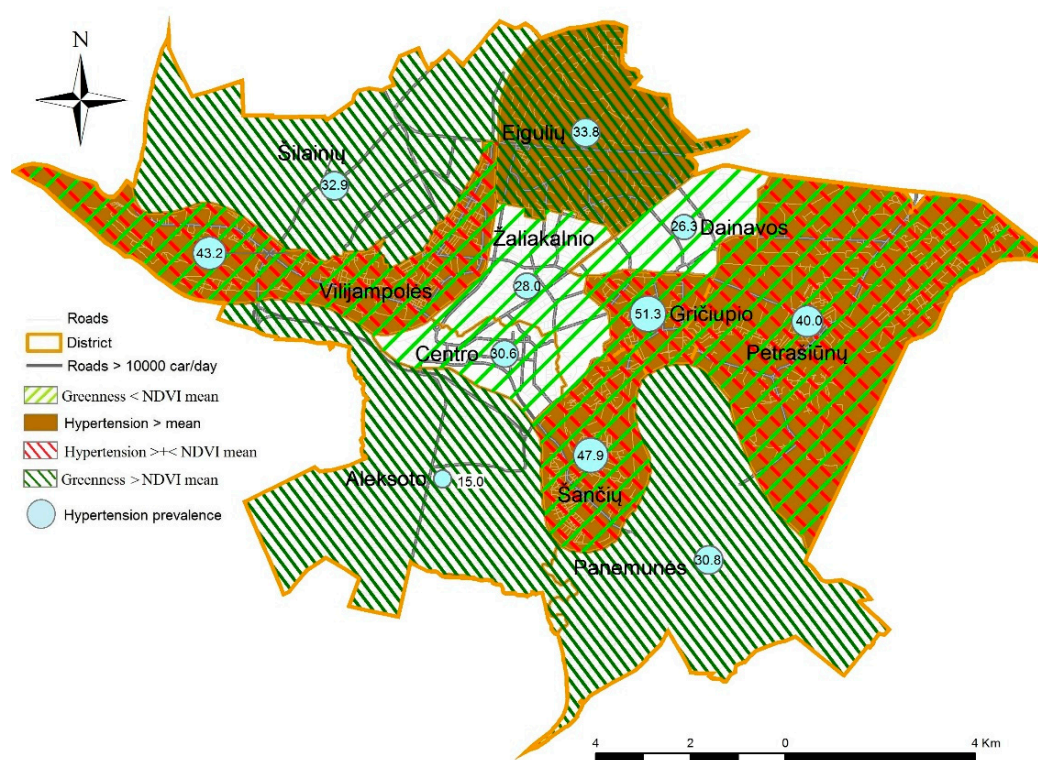 N
Eigulių
33.8
Šilainių
32.9
26.3
Dainavos
Žaliakalnio
43.2
28.0
Vilijampolės
51.3
Gričiupio
40.0
Petrašiūnų
Centro
30.6
Roads
District
Roads > 10000 car/day
Greenness < NDVI mean
Hypertension > mean
Hypertension >+< NDVI mean
Greenness > NDVI mean
Hypertension prevalence
47.9
Šančių
Aleksoto
15.0
Panemunės
30.8
4 2 0 4 Km